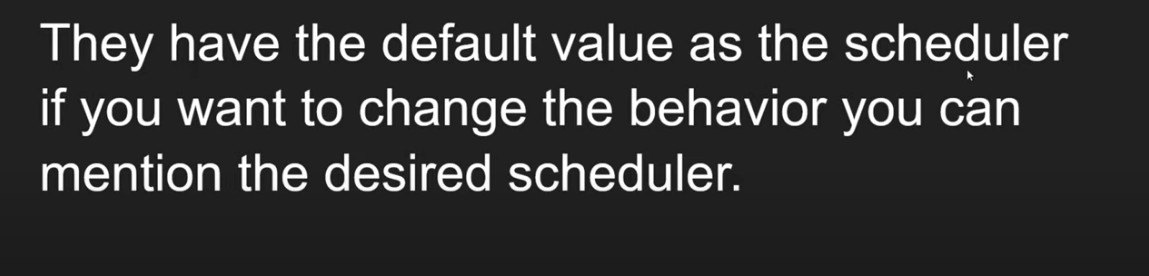 They have the default value as the scheduler
if you want to change the behavior you can
mention the desired scheduler.